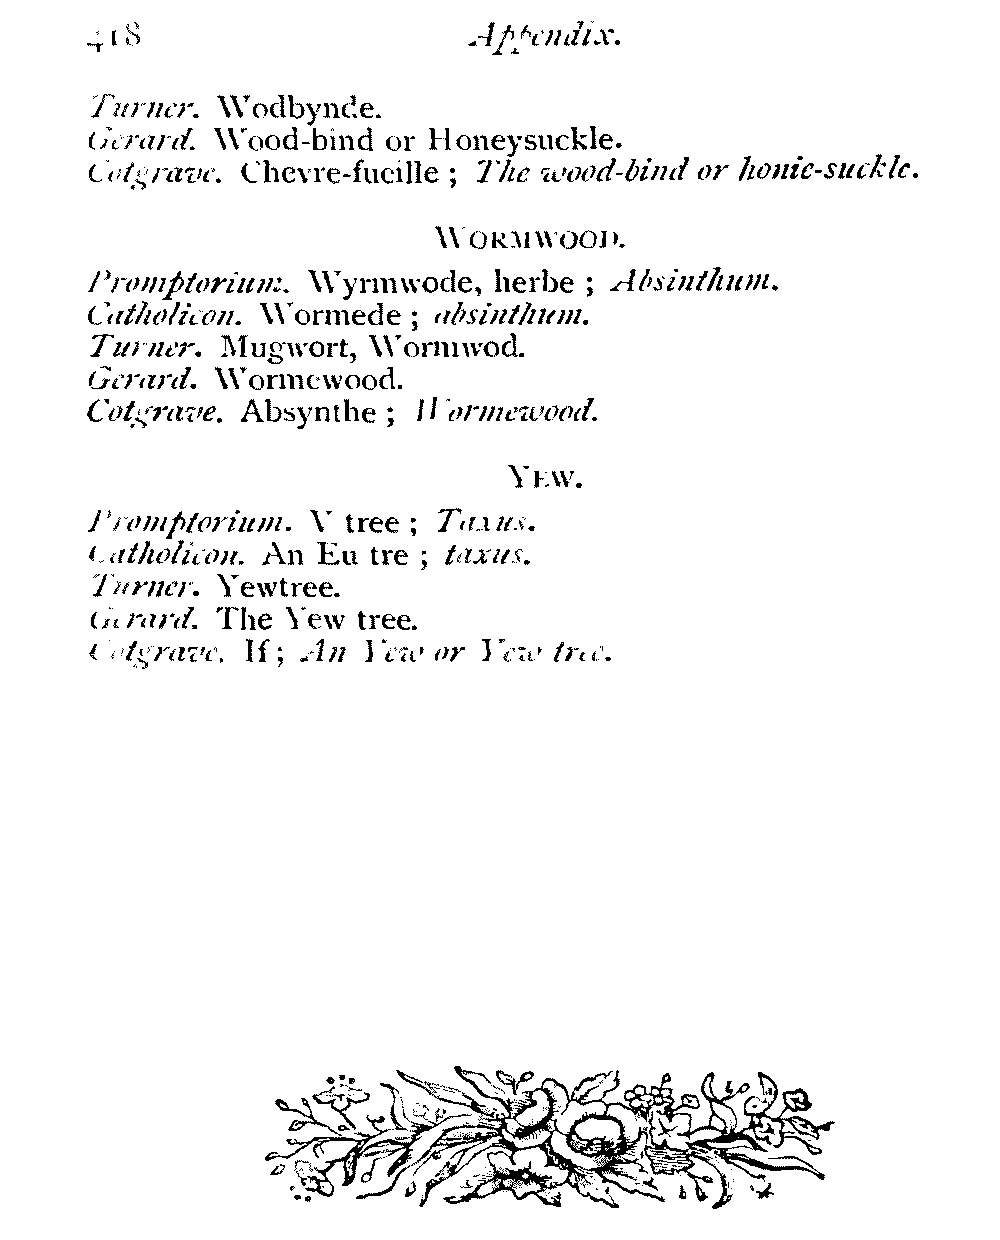 418 Appendix.
Turner. Wodbynde.
Gerard. Wood-bind or Honeysuckle.
Cotgrave. Chevre-fueille ; The wood-bind or honie-suckle.
WORMWOOD.
Promptorium. Wyrmwode, herbe ; Absinthum.
Catholicon. Wormede ; absinthum.
Turner. Mugwort, Wormwod.
Gerard. Wormewood.
Cotgrave. Absynthe ; Wormewood.
YEW.
Promptorium. V tree ; Taxus.
Catholicon. An Eu tre ; taxus.
Turner. Yewtree.
Gerard. The Yew tree.
Cotgrave. If ; An Yew or Yew tree.